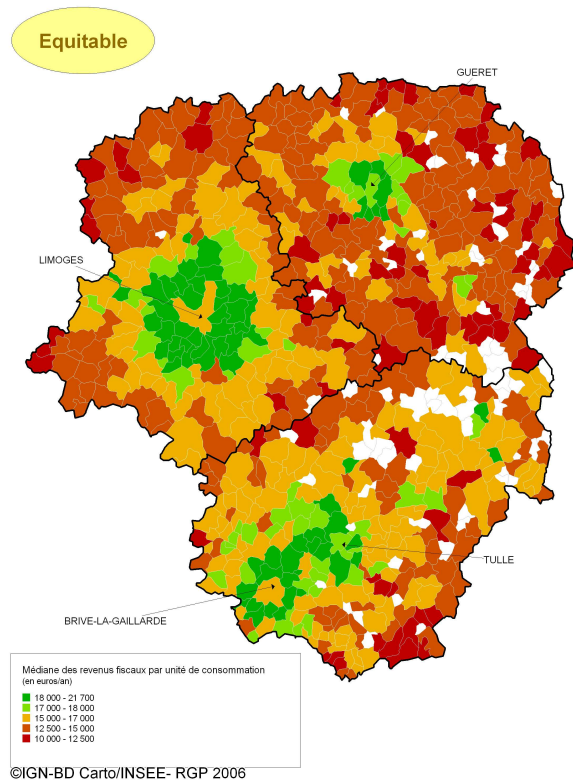 Equitable
GUERET
LIMOGES
TULLE
BRIVE-LA-GAILLARDE
Médiane des revenus fiscaux par unité de consommation
(en euros/an)
18 000 - 21 700
17 000 - 18 000
15 000 - 17 000
12 500 - 15 000
10 000 - 12 500
©IGN-BD Carto/INSEE- RGP 2006